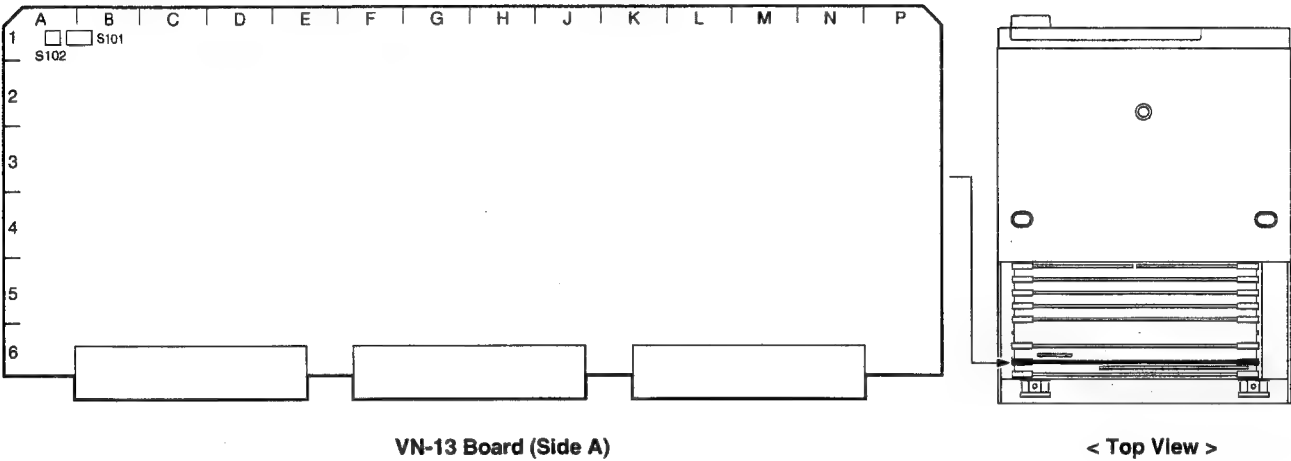 A B C D E F G H J K L M N P
1
S101
S102
2
3
4
5
6
VN-13 Board (Side A)
< Top View >